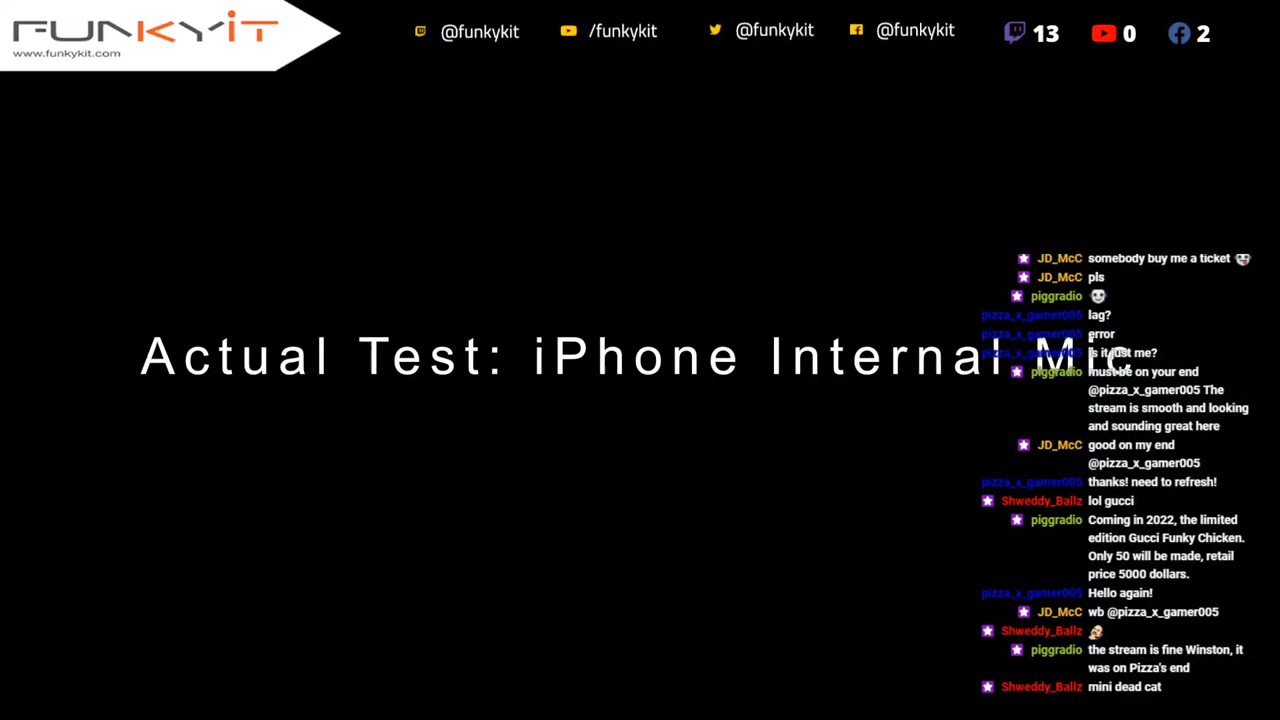 FUNKYiT
www.funkykit.com
@funkykit
/funkykit
@funkykit
@funkykit
13
0
2
Actual Test: iPhone Internal Mic
JD_McC somebody buy me a ticket
JD_McC pls
piggradio
pizza_x_gamer005 lag?
pizza_x_gamer005 error
pizza_x_gamer005 Is it just me?
piggradio must be on your end
@pizza_x_gamer005 The
stream is smooth and looking
and sounding great here
JD_McC good on my end
@pizza_x_gamer005
pizza_x_gamer005 thanks! need to refresh!
Shweddy_Ballz lol gucci
piggradio Coming in 2022, the limited
edition Gucci Funky Chicken.
Only 50 will be made, retail
price 5000 dollars.
pizza_x_gamer005 Hello again!
JD_McC wb @pizza_x_gamer005
Shweddy_Ballz
piggradio the stream is fine Winston, it
was on Pizza's end
Shweddy_Ballz mini dead cat